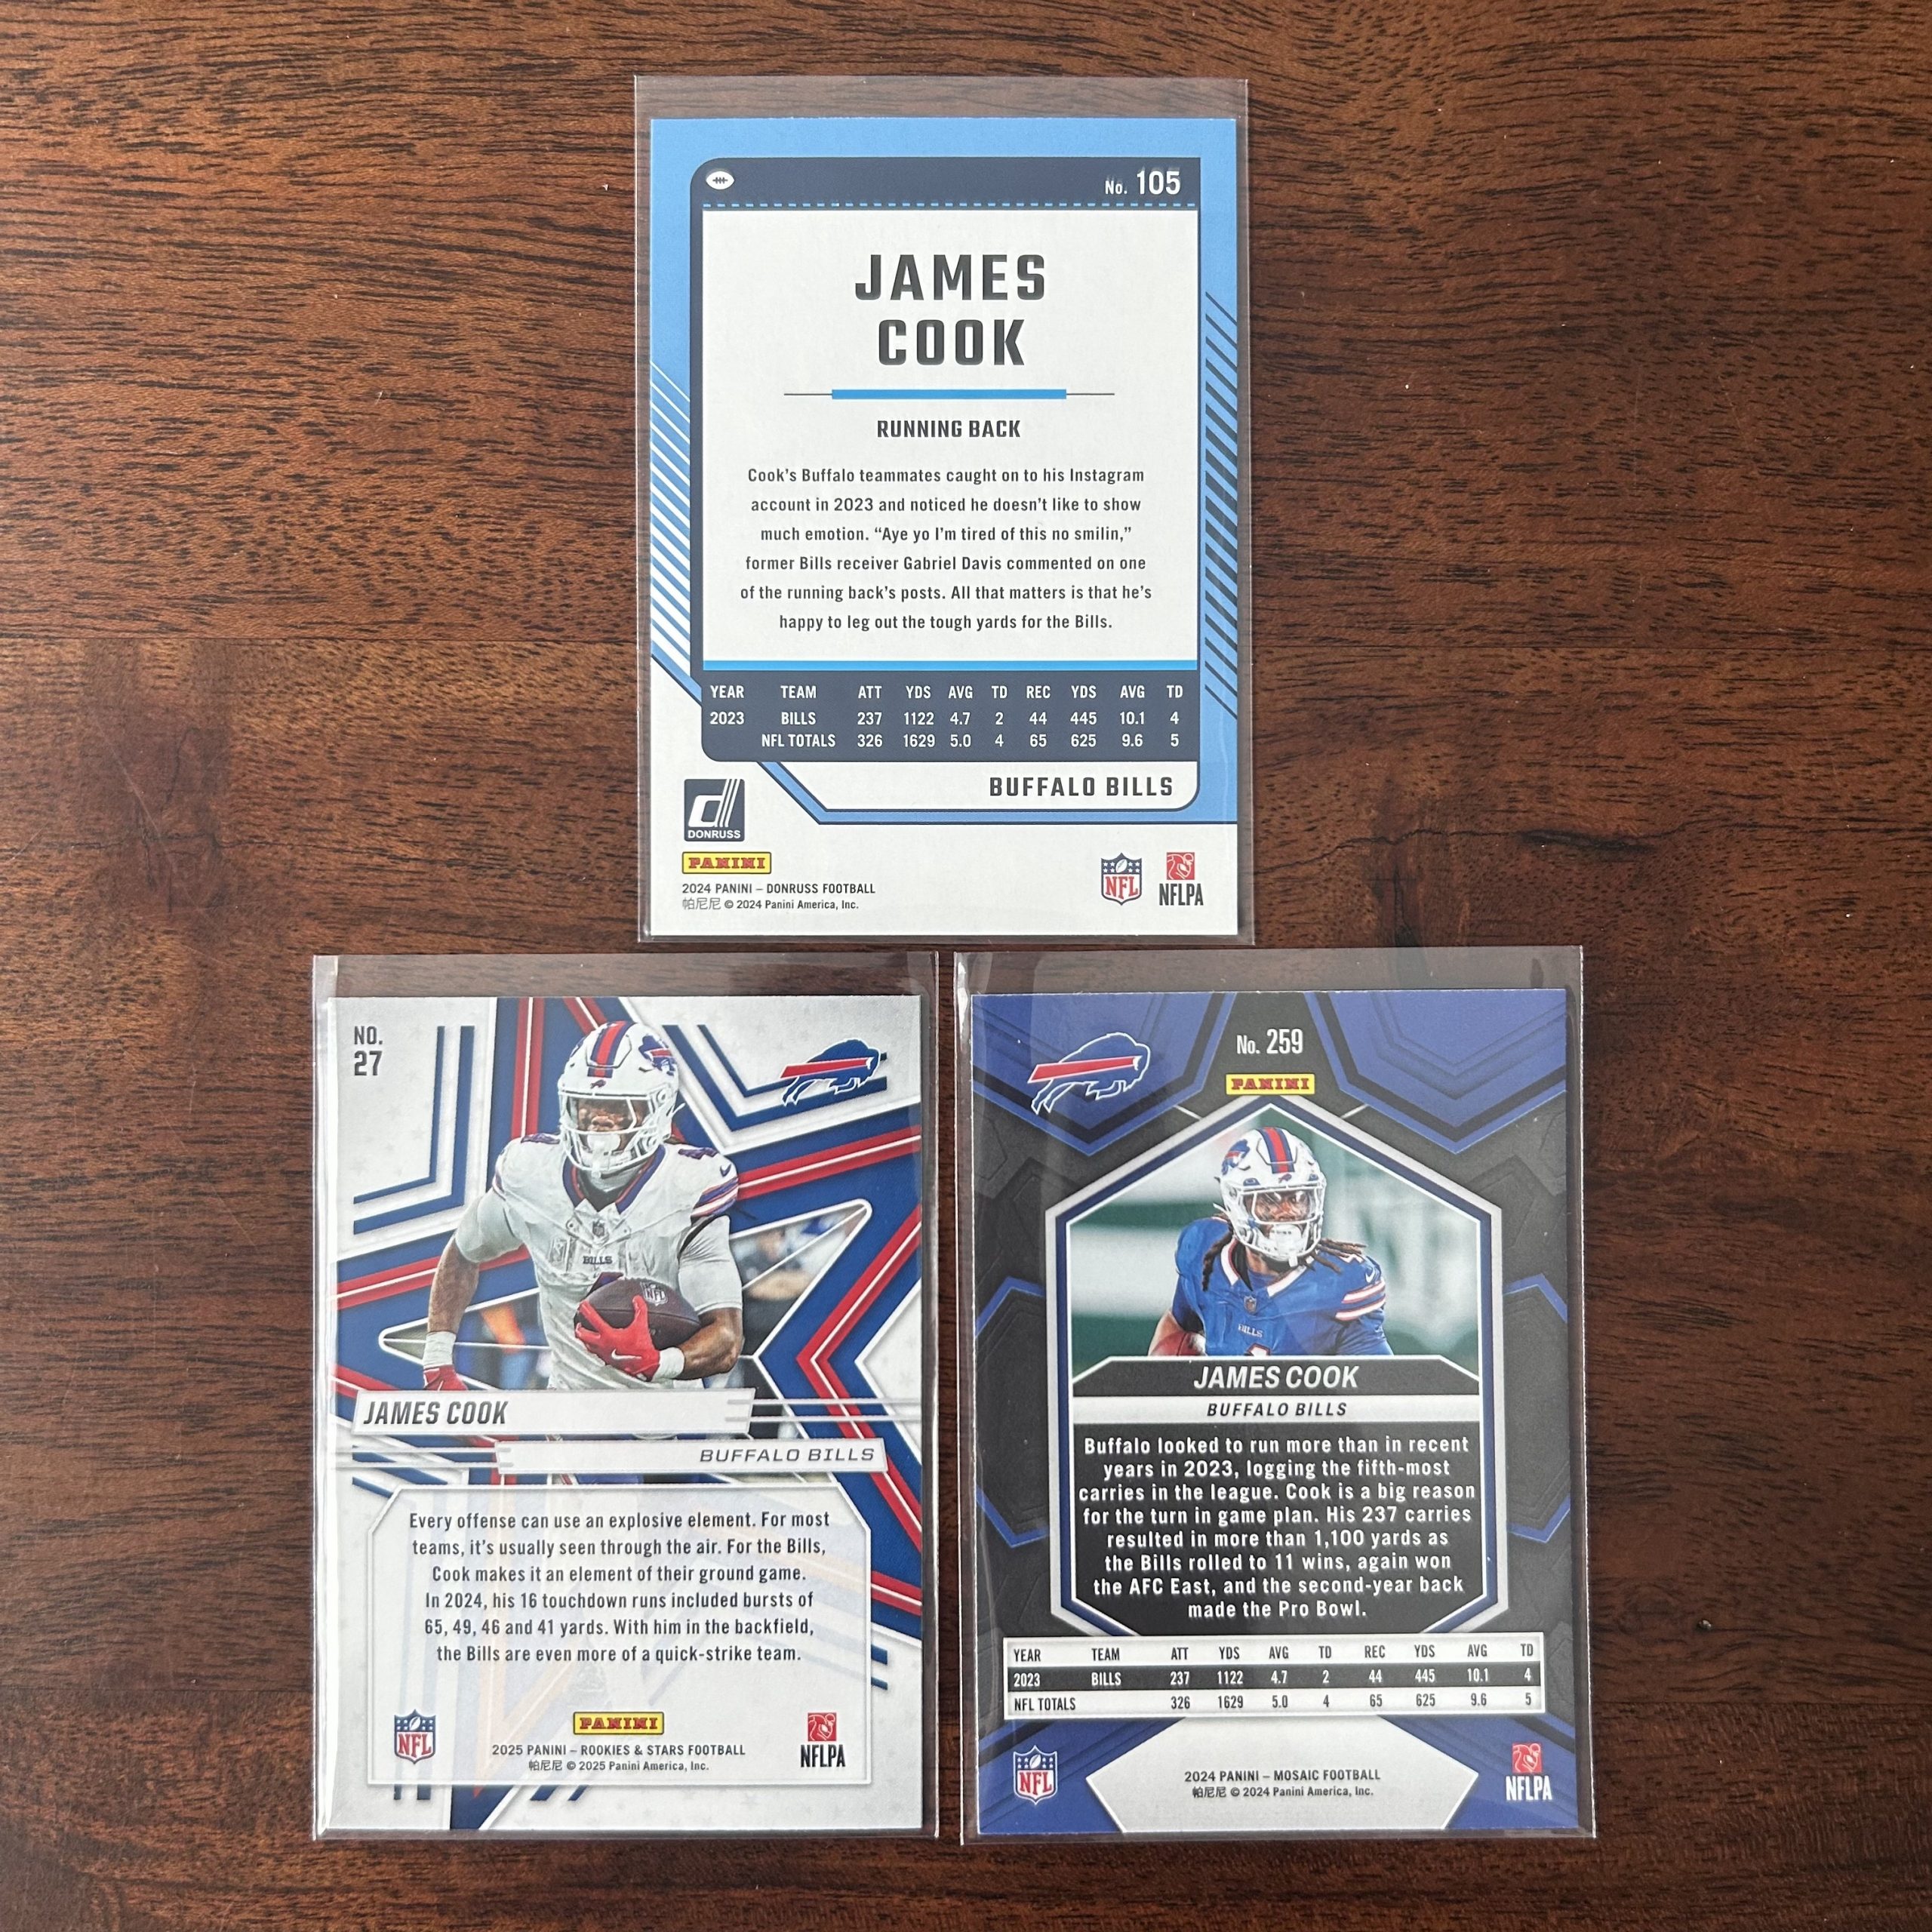 No. 105
JAMES
COOK
RUNNING BACK
Cook's Buffalo teammates caught on to his Instagram
account in 2023 and noticed he doesn't like to show
much emotion. “Aye yo I'm tired of this no smilin,”
former Bills receiver Gabriel Davis commented on one
of the running back's posts. All that matters is that he's
happy to leg out the tough yards for the Bills.
YEAR TEAM ATT YDS AVG TD REC YDS AVG TD
2023 BILLS 237 1122 4.7 2 44 445 10.1 4
NFL TOTALS 326 1629 5.0 4 65 625 9.6 5
BUFFALO BILLS
DONRUSS
PANINI
NFL
NFLPA
2024 PANINI – DONRUSS FOOTBALL
帕尼尼 © 2024 Panini America, Inc.
NO.
27
BILLS
NFL
JAMES COOK
BUFFALO BILLS
Every offense can use an explosive element. For most
teams, it's usually seen through the air. For the Bills,
Cook makes it an element of their ground game.
In 2024, his 16 touchdown runs included bursts of
65, 49, 46 and 41 yards. With him in the backfield,
the Bills are even more of a quick-strike team.
NFL
PANINI
NFLPA
2025 PANINI – ROOKIES & STARS FOOTBALL
帕尼尼 © 2025 Panini America, Inc.
No. 259
PANINI
BILLS
JAMES COOK
BUFFALO BILLS
Buffalo looked to run more than in recent
years in 2023, logging the fifth-most
carries in the league. Cook is a big reason
for the turn in game plan. His 237 carries
resulted in more than 1,100 yards as
the Bills rolled to 11 wins, again won
the AFC East, and the second-year back
made the Pro Bowl.
YEAR TEAM ATT YDS AVG TD REC YDS AVG TD
2023 BILLS 237 1122 4.7 2 44 445 10.1 4
NFL TOTALS 326 1629 5.0 4 65 625 9.6 5
NFL
NFLPA
2024 PANINI – MOSAIC FOOTBALL
帕尼尼 © 2024 Panini America, Inc.